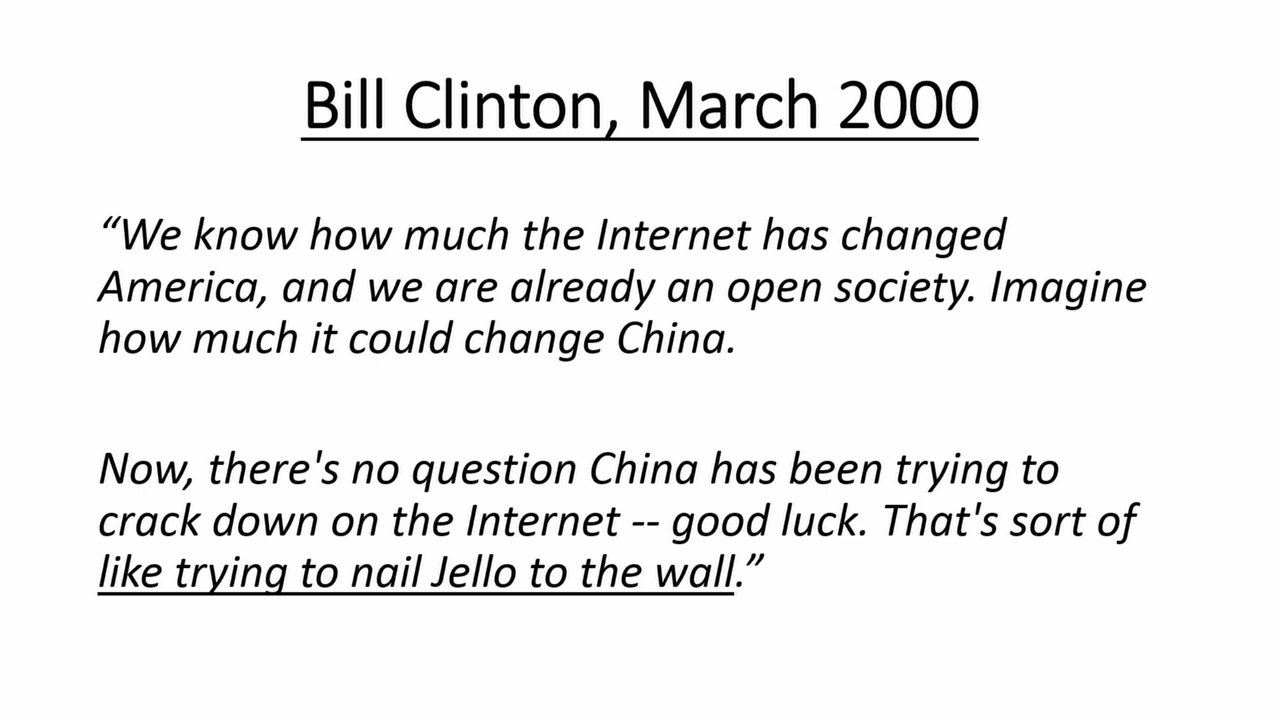 Bill Clinton, March 2000
“We know how much the Internet has changed
America, and we are already an open society. Imagine
how much it could change China.
Now, there's no question China has been trying to
crack down on the Internet -- good luck. That's sort of
like trying to nail Jello to the wall.”